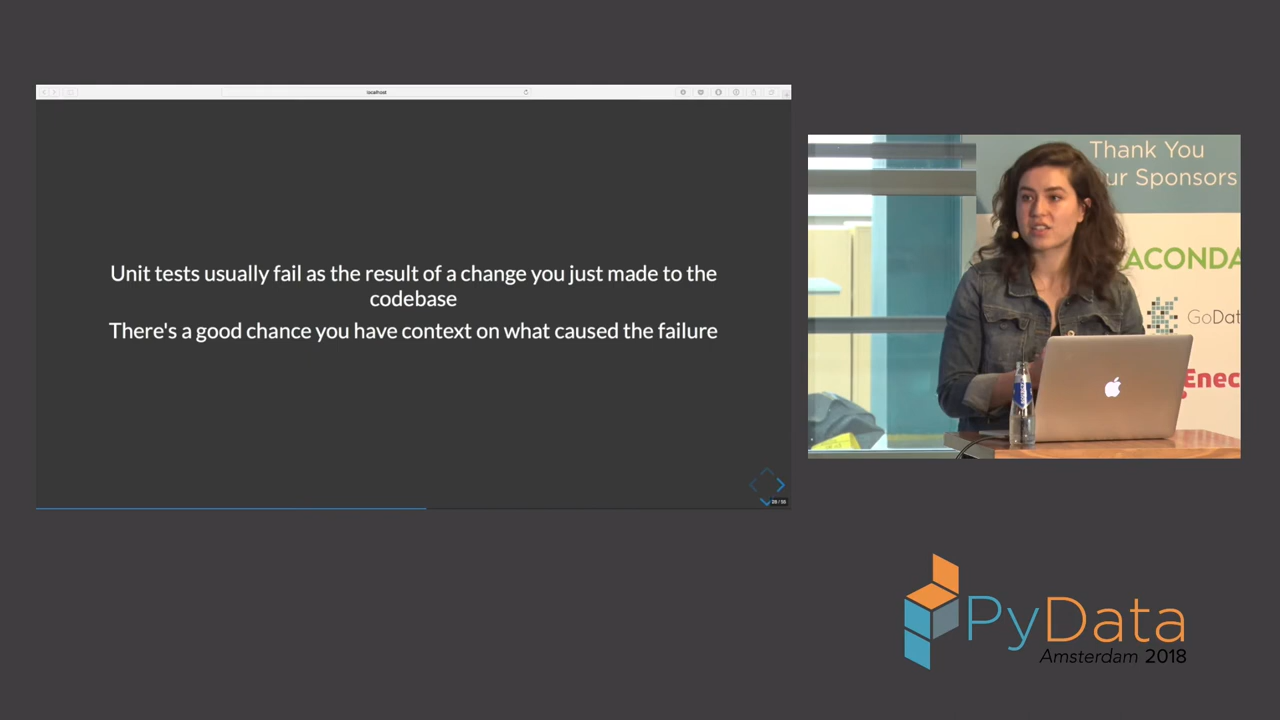 localhost
Unit tests usually fail as the result of a change you just made to the
codebase
There's a good chance you have context on what caused the failure
Thank You
ur Sponsors
ACONDA
GoDat
Enec
PyData
Amsterdam 2018